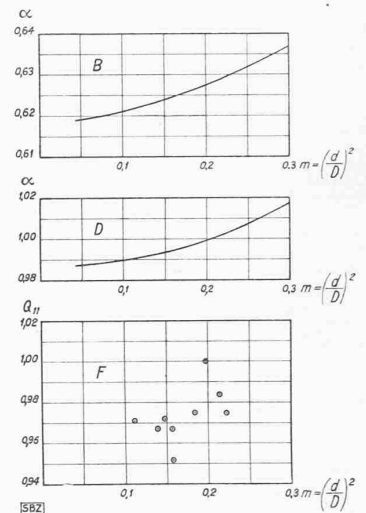 α
0,64
0,63
0,62
0,61
B
0,1
0,2
0.3 m = (d/D)²
α
1,02
1,01
1,00
0,98
D
0,1
0,2
0,3 m = (d/D)²
Q₁₁
1,02
1,00
0,98
0,96
0,94
F
0,1
0,2
0,3 m = (d/D)²
SBZ